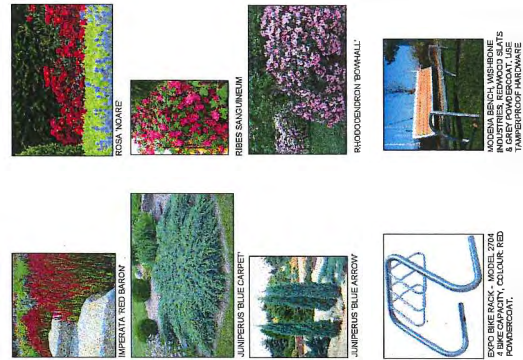 IMPERATA 'RED BARON'
ROSA 'NOARE'
JUNIPERUS 'BLUE CARPET'
RIBES SANGUINEUM
JUNIPERUS 'BLUE ARROW'
RHODODENDRON 'BOWHALL'
EXPO BIKE RACK - MODEL 2704
4 BIKE CAPACITY, COLOUR: RED
POWDERCOAT.
MODENA BENCH, WISHBONE
INDUSTRIES, REDWOOD SLATS
& GREY POWDERCOAT, USE
TAMPERPROOF HARDWARE